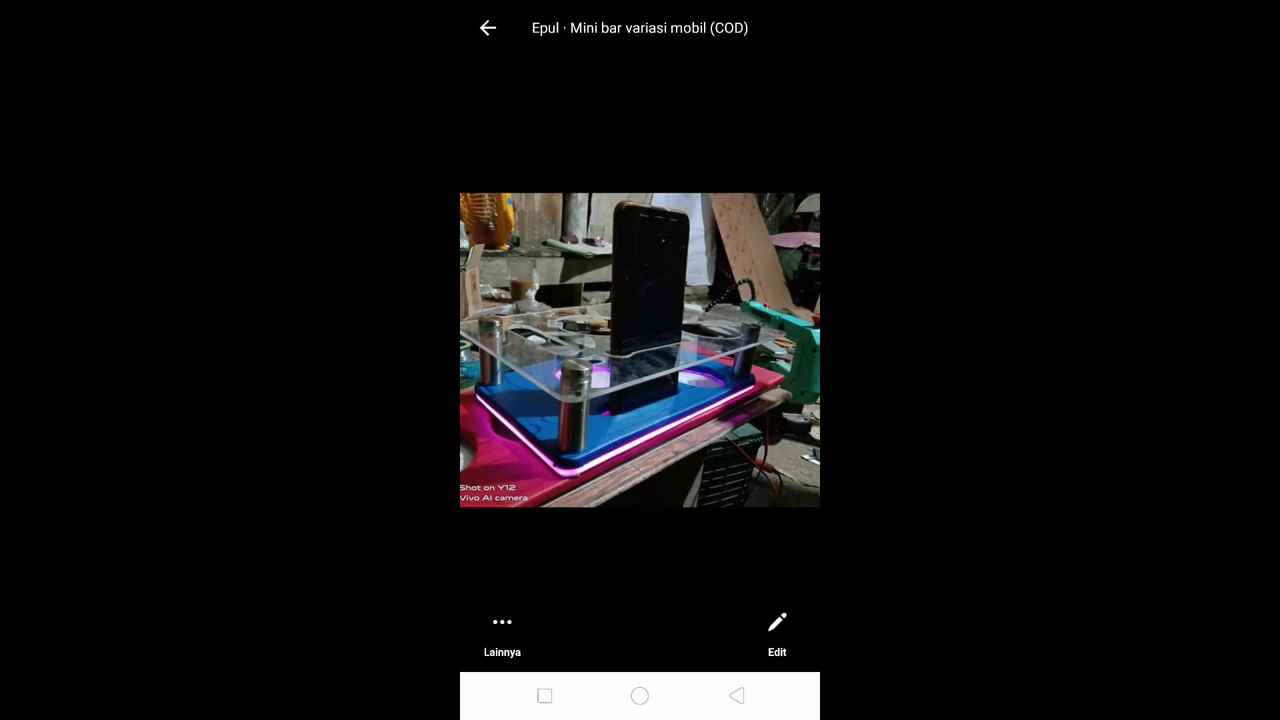 Epul · Mini bar variasi mobil (COD)
Shot on Y12
Vivo AI camera
Lainnya
Edit